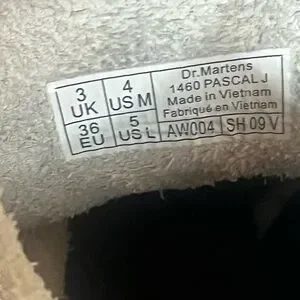 3 UK
4 US M
36 EU
5 US L
Dr.Martens
1460 PASCAL J
Made in Vietnam
Fabriqué en Vietnam
AW004 SH 09 V